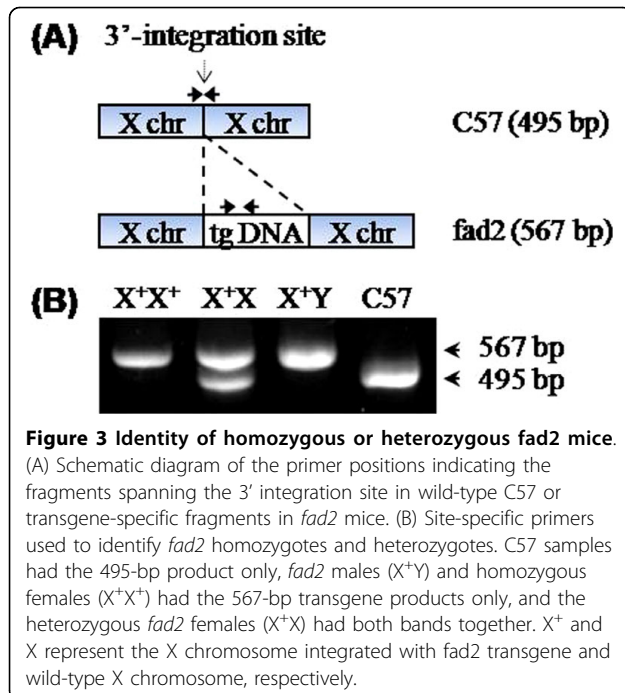 (A) 3'-integration site
X chr X chr C57 (495 bp)
X chr tg DNA X chr fad2 (567 bp)
(B) X⁺X⁺ X⁺X X⁺Y C57
567 bp
495 bp
Figure 3 Identity of homozygous or heterozygous fad2 mice.
(A) Schematic diagram of the primer positions indicating the
fragments spanning the 3’ integration site in wild-type C57 or
transgene-specific fragments in fad2 mice. (B) Site-specific primers
used to identify fad2 homozygotes and heterozygotes. C57 samples
had the 495-bp product only, fad2 males (X⁺Y) and homozygous
females (X⁺X⁺) had the 567-bp transgene products only, and the
heterozygous fad2 females (X⁺X) had both bands together. X⁺ and
X represent the X chromosome integrated with fad2 transgene and
wild-type X chromosome, respectively.